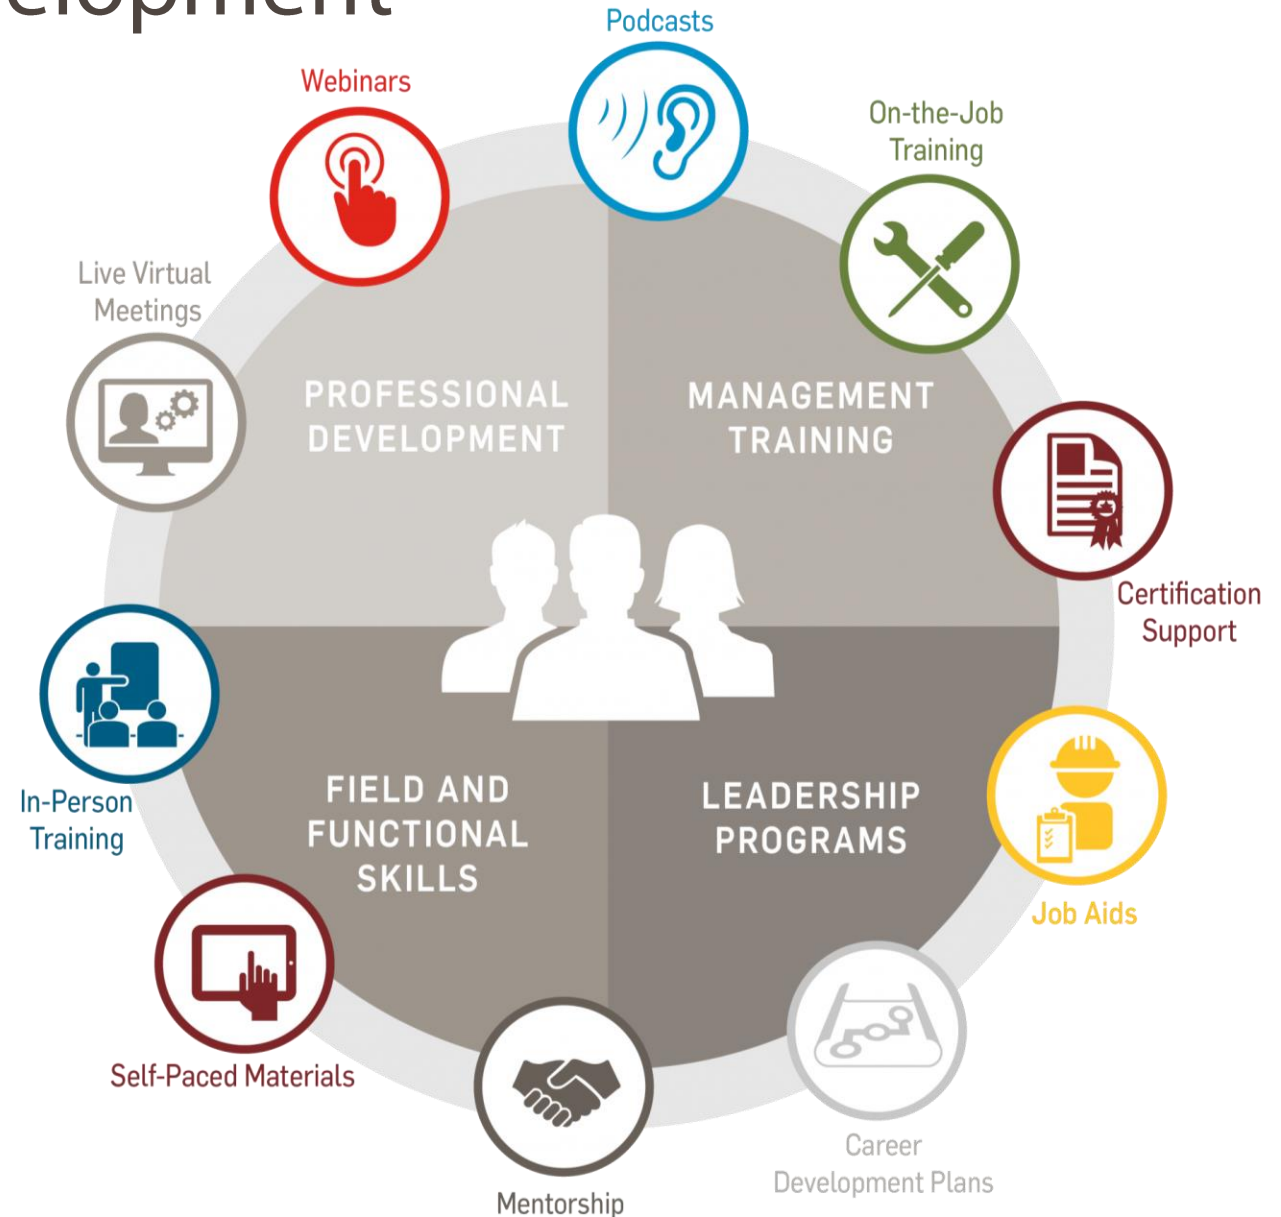 elopment
Podcasts
Webinars
On-the-Job
Training
Live Virtual
Meetings
PROFESSIONAL
DEVELOPMENT
MANAGEMENT
TRAINING
Certification
Support
In-Person
Training
FIELD AND
FUNCTIONAL
SKILLS
LEADERSHIP
PROGRAMS
Job Aids
Self-Paced Materials
Career
Development Plans
Mentorship